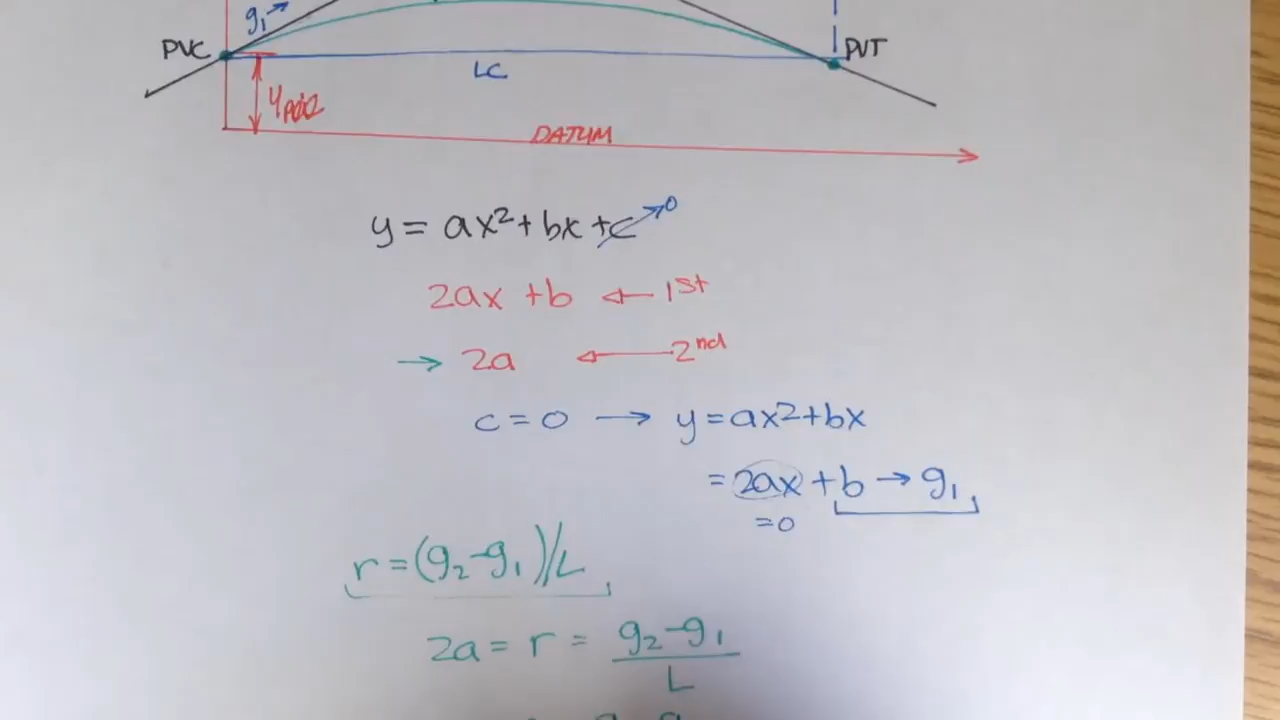 g₁→
PVC
PVT
LC
DATUM
y = ax² + bx + c → 0
2ax + b ← 1st
→ 2a ← 2nd
c = 0 → y = ax² + bx
= 2ax + b → g₁
= 0
r = (g₂ - g₁)/L
2a = r = g₂ - g₁
L